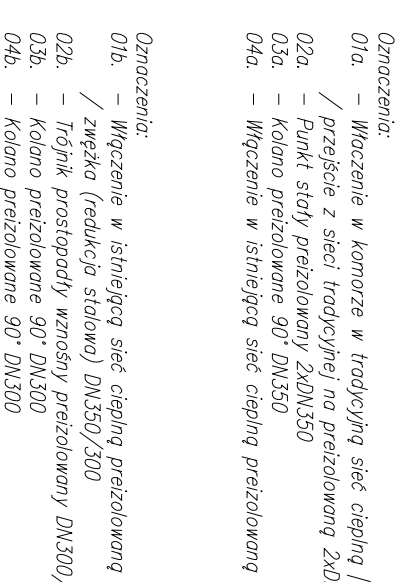 Oznaczenia:
01a. - Właczenie w komorze w tradycyjną sieć cieplną /
/ przejście z sieci tradycyjnej na preizolowaną 2xD
02a. - Punkt stały preizolowany 2xDN350
03a. - Kolano preizolowane 90° DN350
04a. - Włączenie w istniejącą sieć cieplną preizolowaną
Oznaczenia:
01b. - Włączenie w istniejącą sieć cieplną preizolowaną
/ zwężka (redukcja stalowa) DN350/300
02b. - Trójnik prostopadły wznośny preizolowany DN300/
03b. - Kolano preizolowane 90° DN300
04b. - Kolano preizolowane 90° DN300